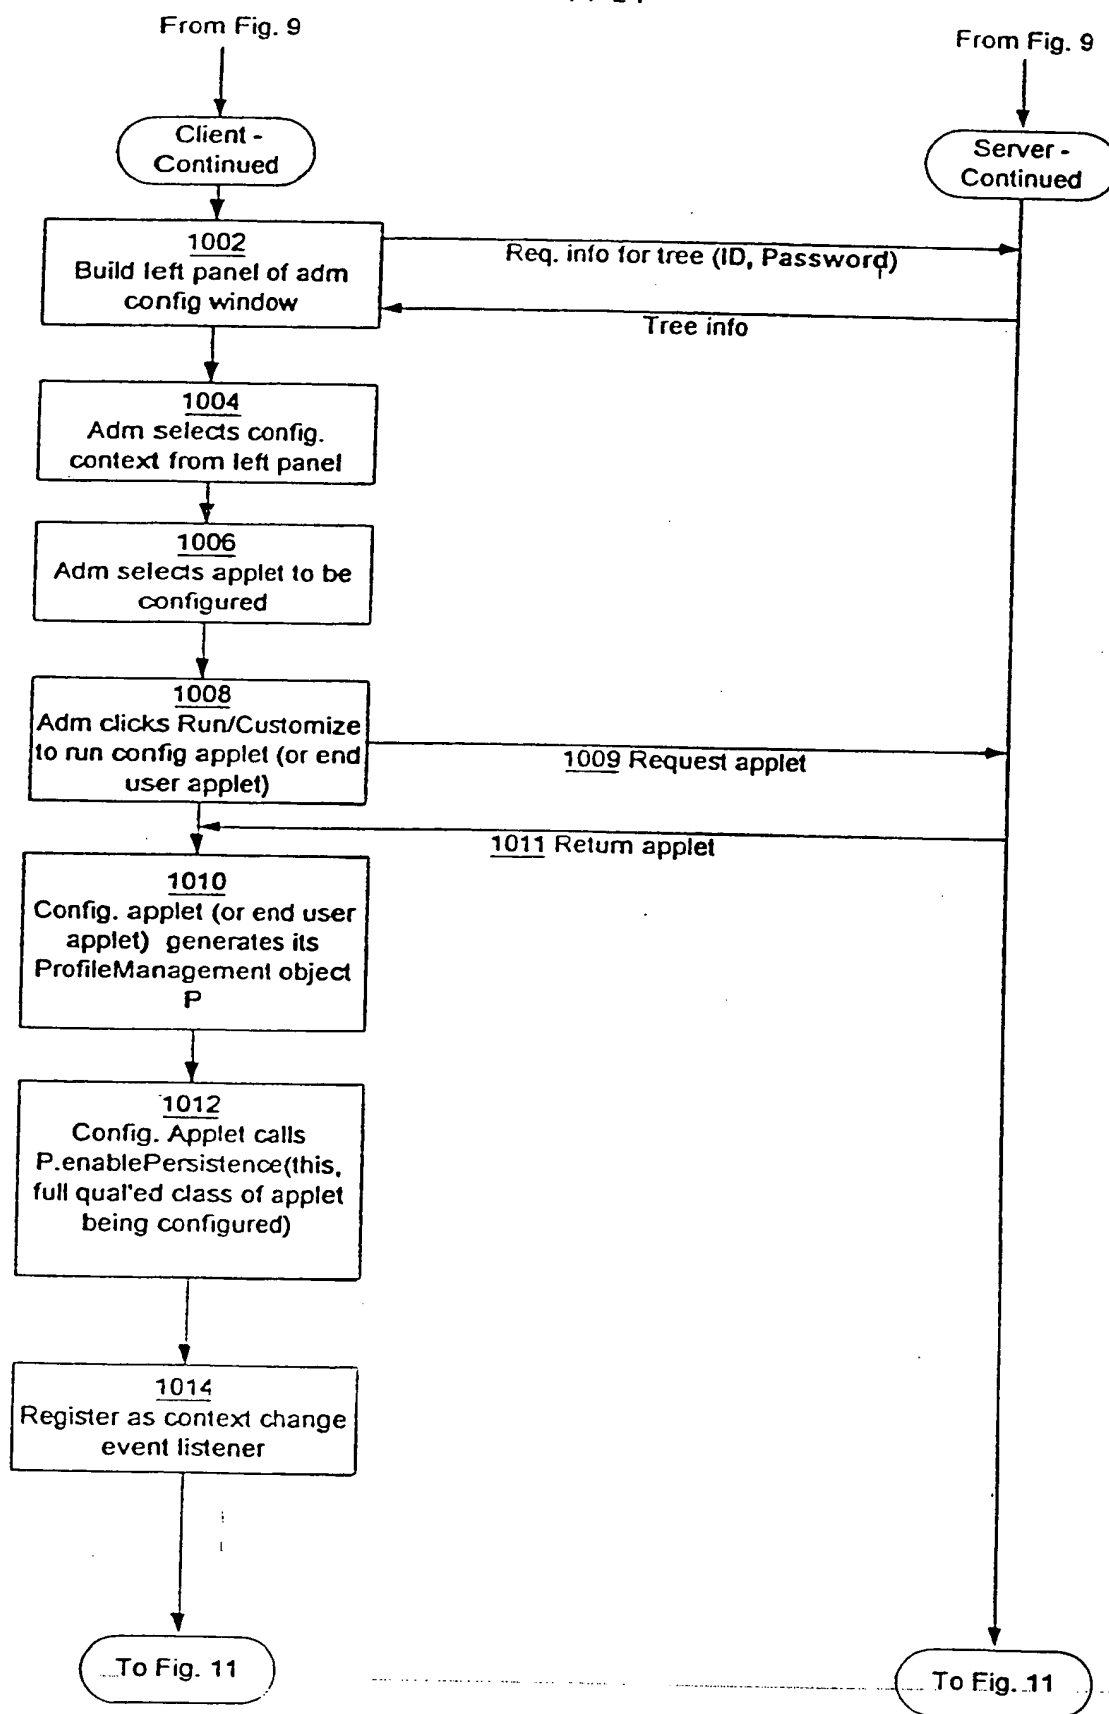 From Fig. 9
From Fig. 9
Client -
Continued
Server -
Continued
1002
Build left panel of adm
config window
Req. info for tree (ID, Password)
Tree info
1004
Adm selects config.
context from left panel
1006
Adm selects applet to be
configured
1008
Adm clicks Run/Customize
to run config applet (or end
user applet)
1009 Request applet
1011 Return applet
1010
Config. applet (or end user
applet) generates its
ProfileManagement object
P
1012
Config. Applet calls
P.enablePersistence(this,
full qual'ed class of applet
being configured)
1014
Register as context change
event listener
To Fig. 11
To Fig. 11